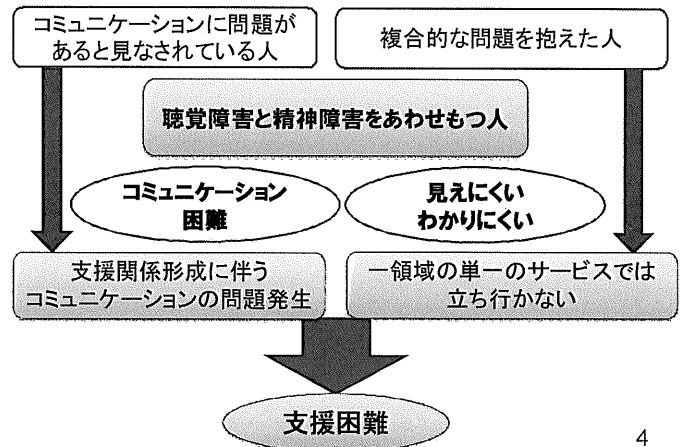 コミュニケーションに問題が
あると見なされている人
複合的な問題を抱えた人
聴覚障害と精神障害をあわせもつ人
コミュニケーション
困難
見えにくい
わかりにくい
支援関係形成に伴う
コミュニケーションの問題発生
一領域の単一のサービスでは
立ち行かない
支援困難
4